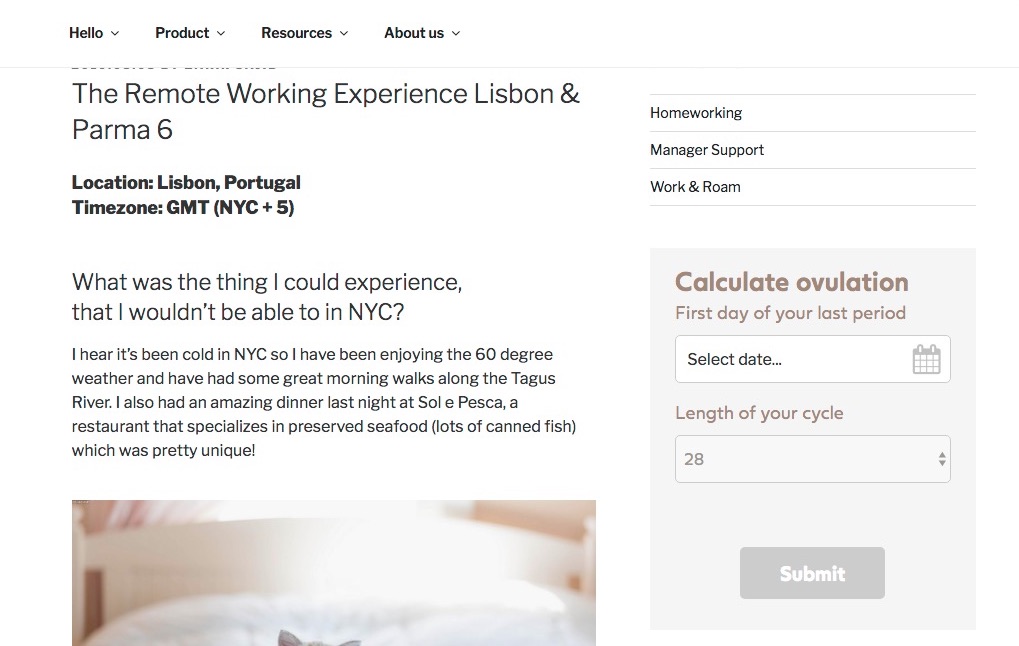 Hello
Product
Resources
About us
The Remote Working Experience Lisbon &
Parma 6
Location: Lisbon, Portugal
Timezone: GMT (NYC + 5)
What was the thing I could experience,
that I wouldn’t be able to in NYC?
I hear it’s been cold in NYC so I have been enjoying the 60 degree
weather and have had some great morning walks along the Tagus
River. I also had an amazing dinner last night at Sol e Pesca, a
restaurant that specializes in preserved seafood (lots of canned fish)
which was pretty unique!
Homeworking
Manager Support
Work & Roam
Calculate ovulation
First day of your last period
Select date...
Length of your cycle
28
Submit